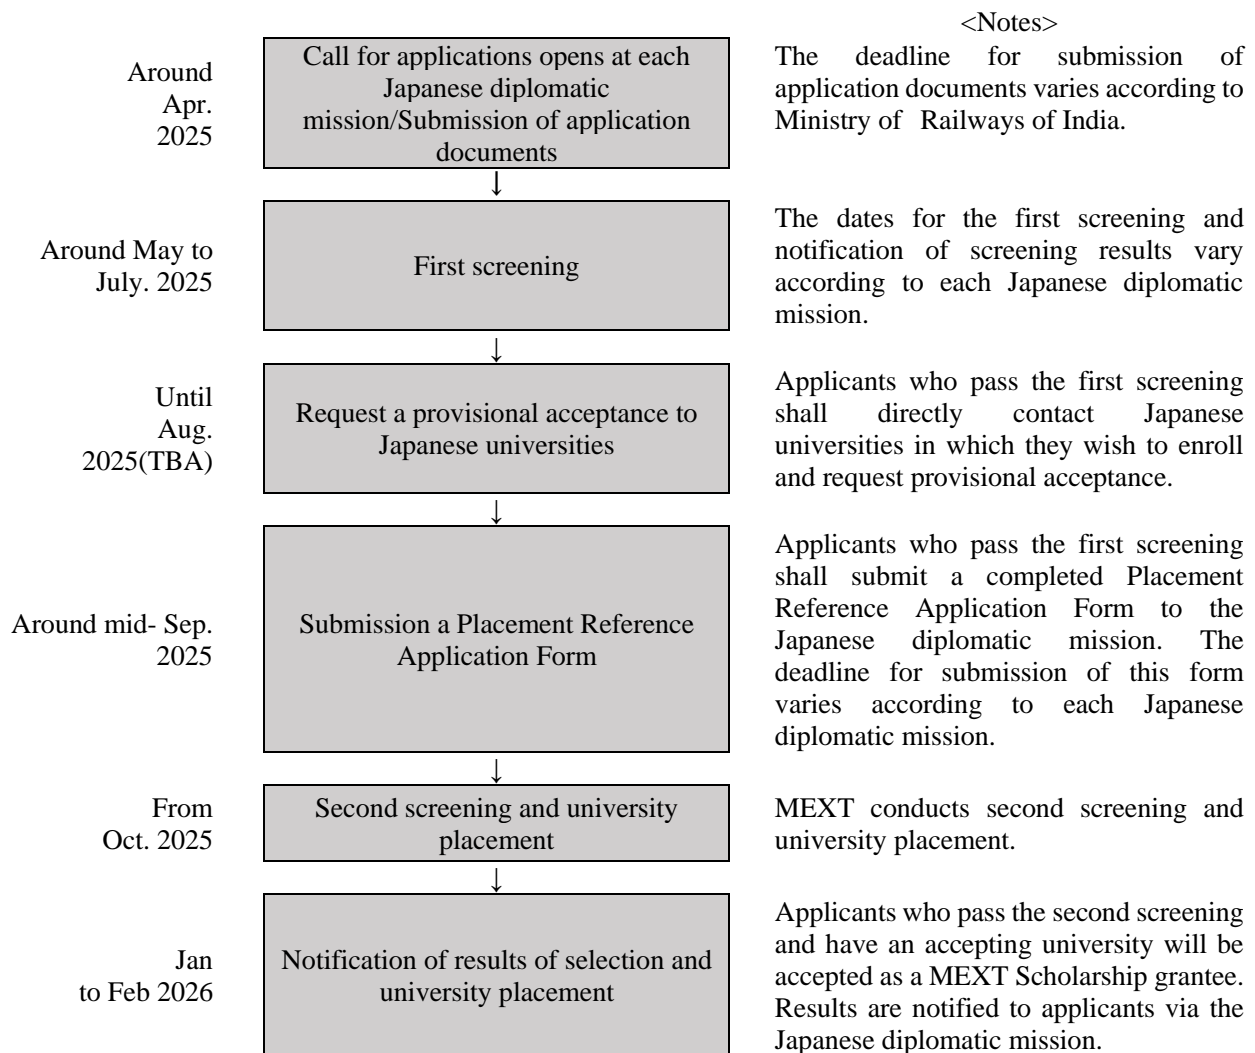 <Notes>
Around
Apr.
2025
Call for applications opens at each
Japanese diplomatic
mission/Submission of application
documents
The deadline for submission of
application documents varies according to
Ministry of Railways of India.
↓
Around May to
July. 2025
First screening
The dates for the first screening and
notification of screening results vary
according to each Japanese diplomatic
mission.
↓
Until
Aug.
2025(TBA)
Request a provisional acceptance to
Japanese universities
Applicants who pass the first screening
shall directly contact Japanese
universities in which they wish to enroll
and request provisional acceptance.
↓
Around mid- Sep.
2025
Submission a Placement Reference
Application Form
Applicants who pass the first screening
shall submit a completed Placement
Reference Application Form to the
Japanese diplomatic mission. The
deadline for submission of this form
varies according to each Japanese
diplomatic mission.
↓
From
Oct. 2025
Second screening and university
placement
MEXT conducts second screening and
university placement.
↓
Jan
to Feb 2026
Notification of results of selection and
university placement
Applicants who pass the second screening
and have an accepting university will be
accepted as a MEXT Scholarship grantee.
Results are notified to applicants via the
Japanese diplomatic mission.